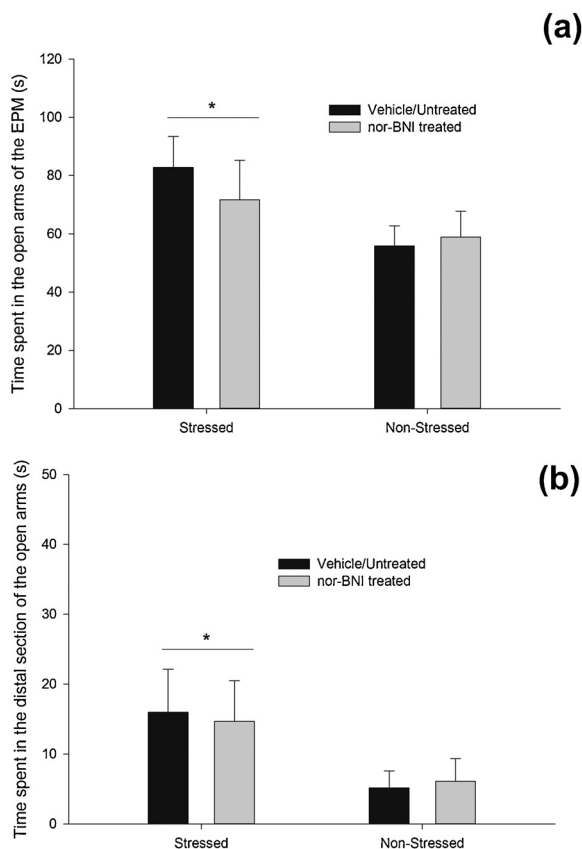 (a)
Time spent in the open arms of the EPM (s)
120
100
80
60
40
20
0
*
Vehicle/Untreated
nor-BNI treated
Stressed
Non-Stressed
(b)
Time spent in the distal section of the open arms (s)
50
40
30
20
10
0
Vehicle/Untreated
nor-BNI treated
*
Stressed
Non-Stressed